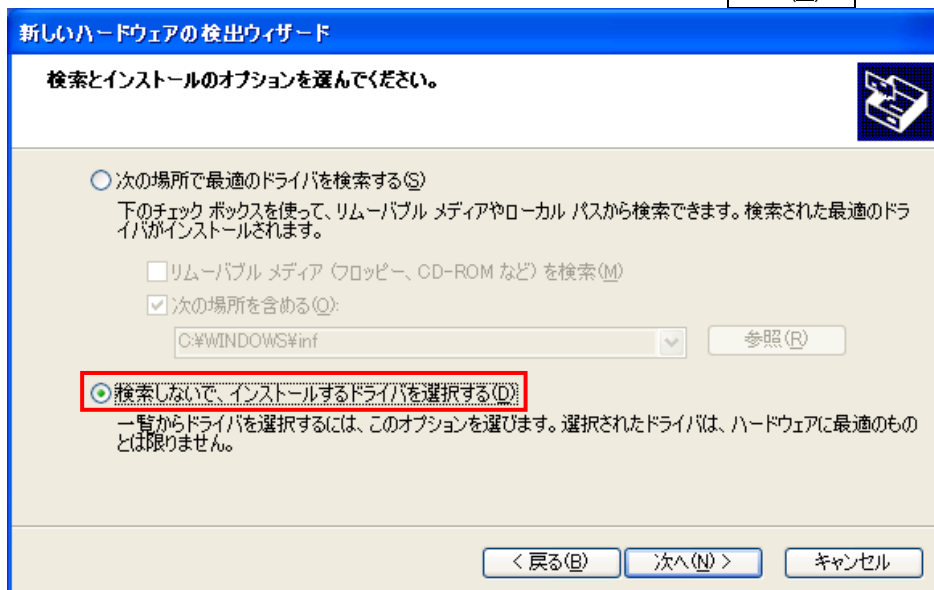 新しいハードウェアの検出ウィザード
検索とインストールのオプションを選んでください。
次の場所で最適のドライバを検索する(S)
下のチェック ボックスを使って、リムーバブル メディアやローカル パスから検索できます。検索された最適のドラ
イバがインストールされます。
リムーバブル メディア (フロッピー、CD-ROM など) を検索(M)
次の場所を含める(O):
C:¥WINDOWS¥inf
参照(R)
検索しないで、インストールするドライバを選択する(D)
一覧からドライバを選択するには、このオプションを選びます。選択されたドライバは、ハードウェアに最適のもの
とは限りません。
< 戻る(B)
次へ(N) >
キャンセル